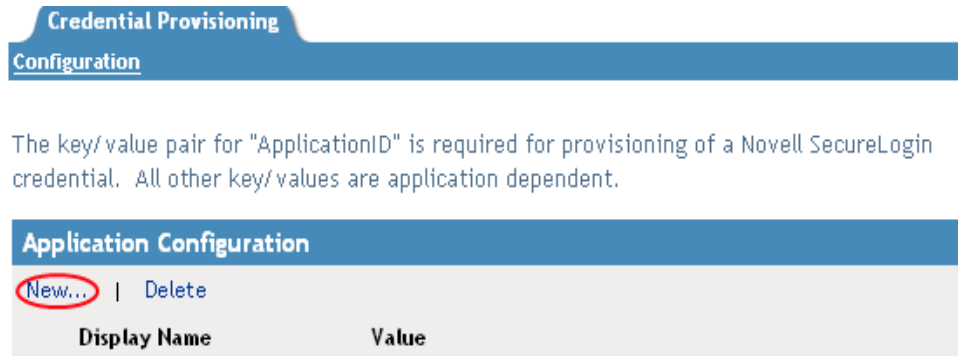 Credential Provisioning
Configuration
The key/value pair for "ApplicationID" is required for provisioning of a Novell SecureLogin
credential. All other key/values are application dependent.
Application Configuration
New... | Delete
Display Name Value